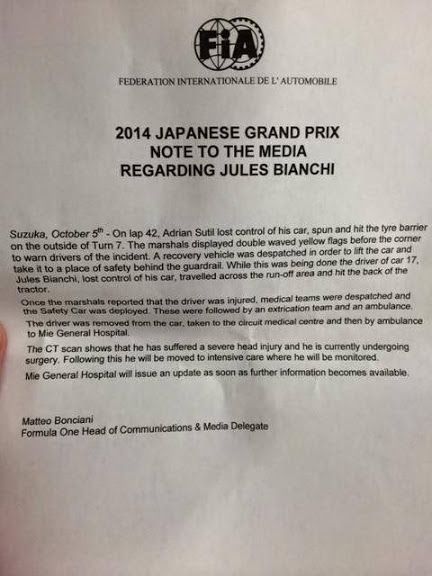 FiA
FEDERATION INTERNATIONALE DE L'AUTOMOBILE
2014 JAPANESE GRAND PRIX
NOTE TO THE MEDIA
REGARDING JULES BIANCHI
Suzuka, October 5th - On lap 42, Adrian Sutil lost control of his car, spun and hit the tyre barrier
on the outside of Turn 7. The marshals displayed double waved yellow flags before the corner
to warn drivers of the incident. A recovery vehicle was despatched in order to lift the car and
take it to a place of safety behind the guardrail. While this was being done the driver of car 17,
Jules Bianchi, lost control of his car, travelled across the run-off area and hit the back of the
tractor.
Once the marshals reported that the driver was injured, medical teams were despatched and
the Safety Car was deployed. These were followed by an extrication team and an ambulance.
The driver was removed from the car, taken to the circuit medical centre and then by ambulance
to Mie General Hospital.
The CT scan shows that he has suffered a severe head injury and he is currently undergoing
surgery. Following this he will be moved to intensive care where he will be monitored.
Mie General Hospital will issue an update as soon as further information becomes available.
Matteo Bonciani
Formula One Head of Communications & Media Delegate